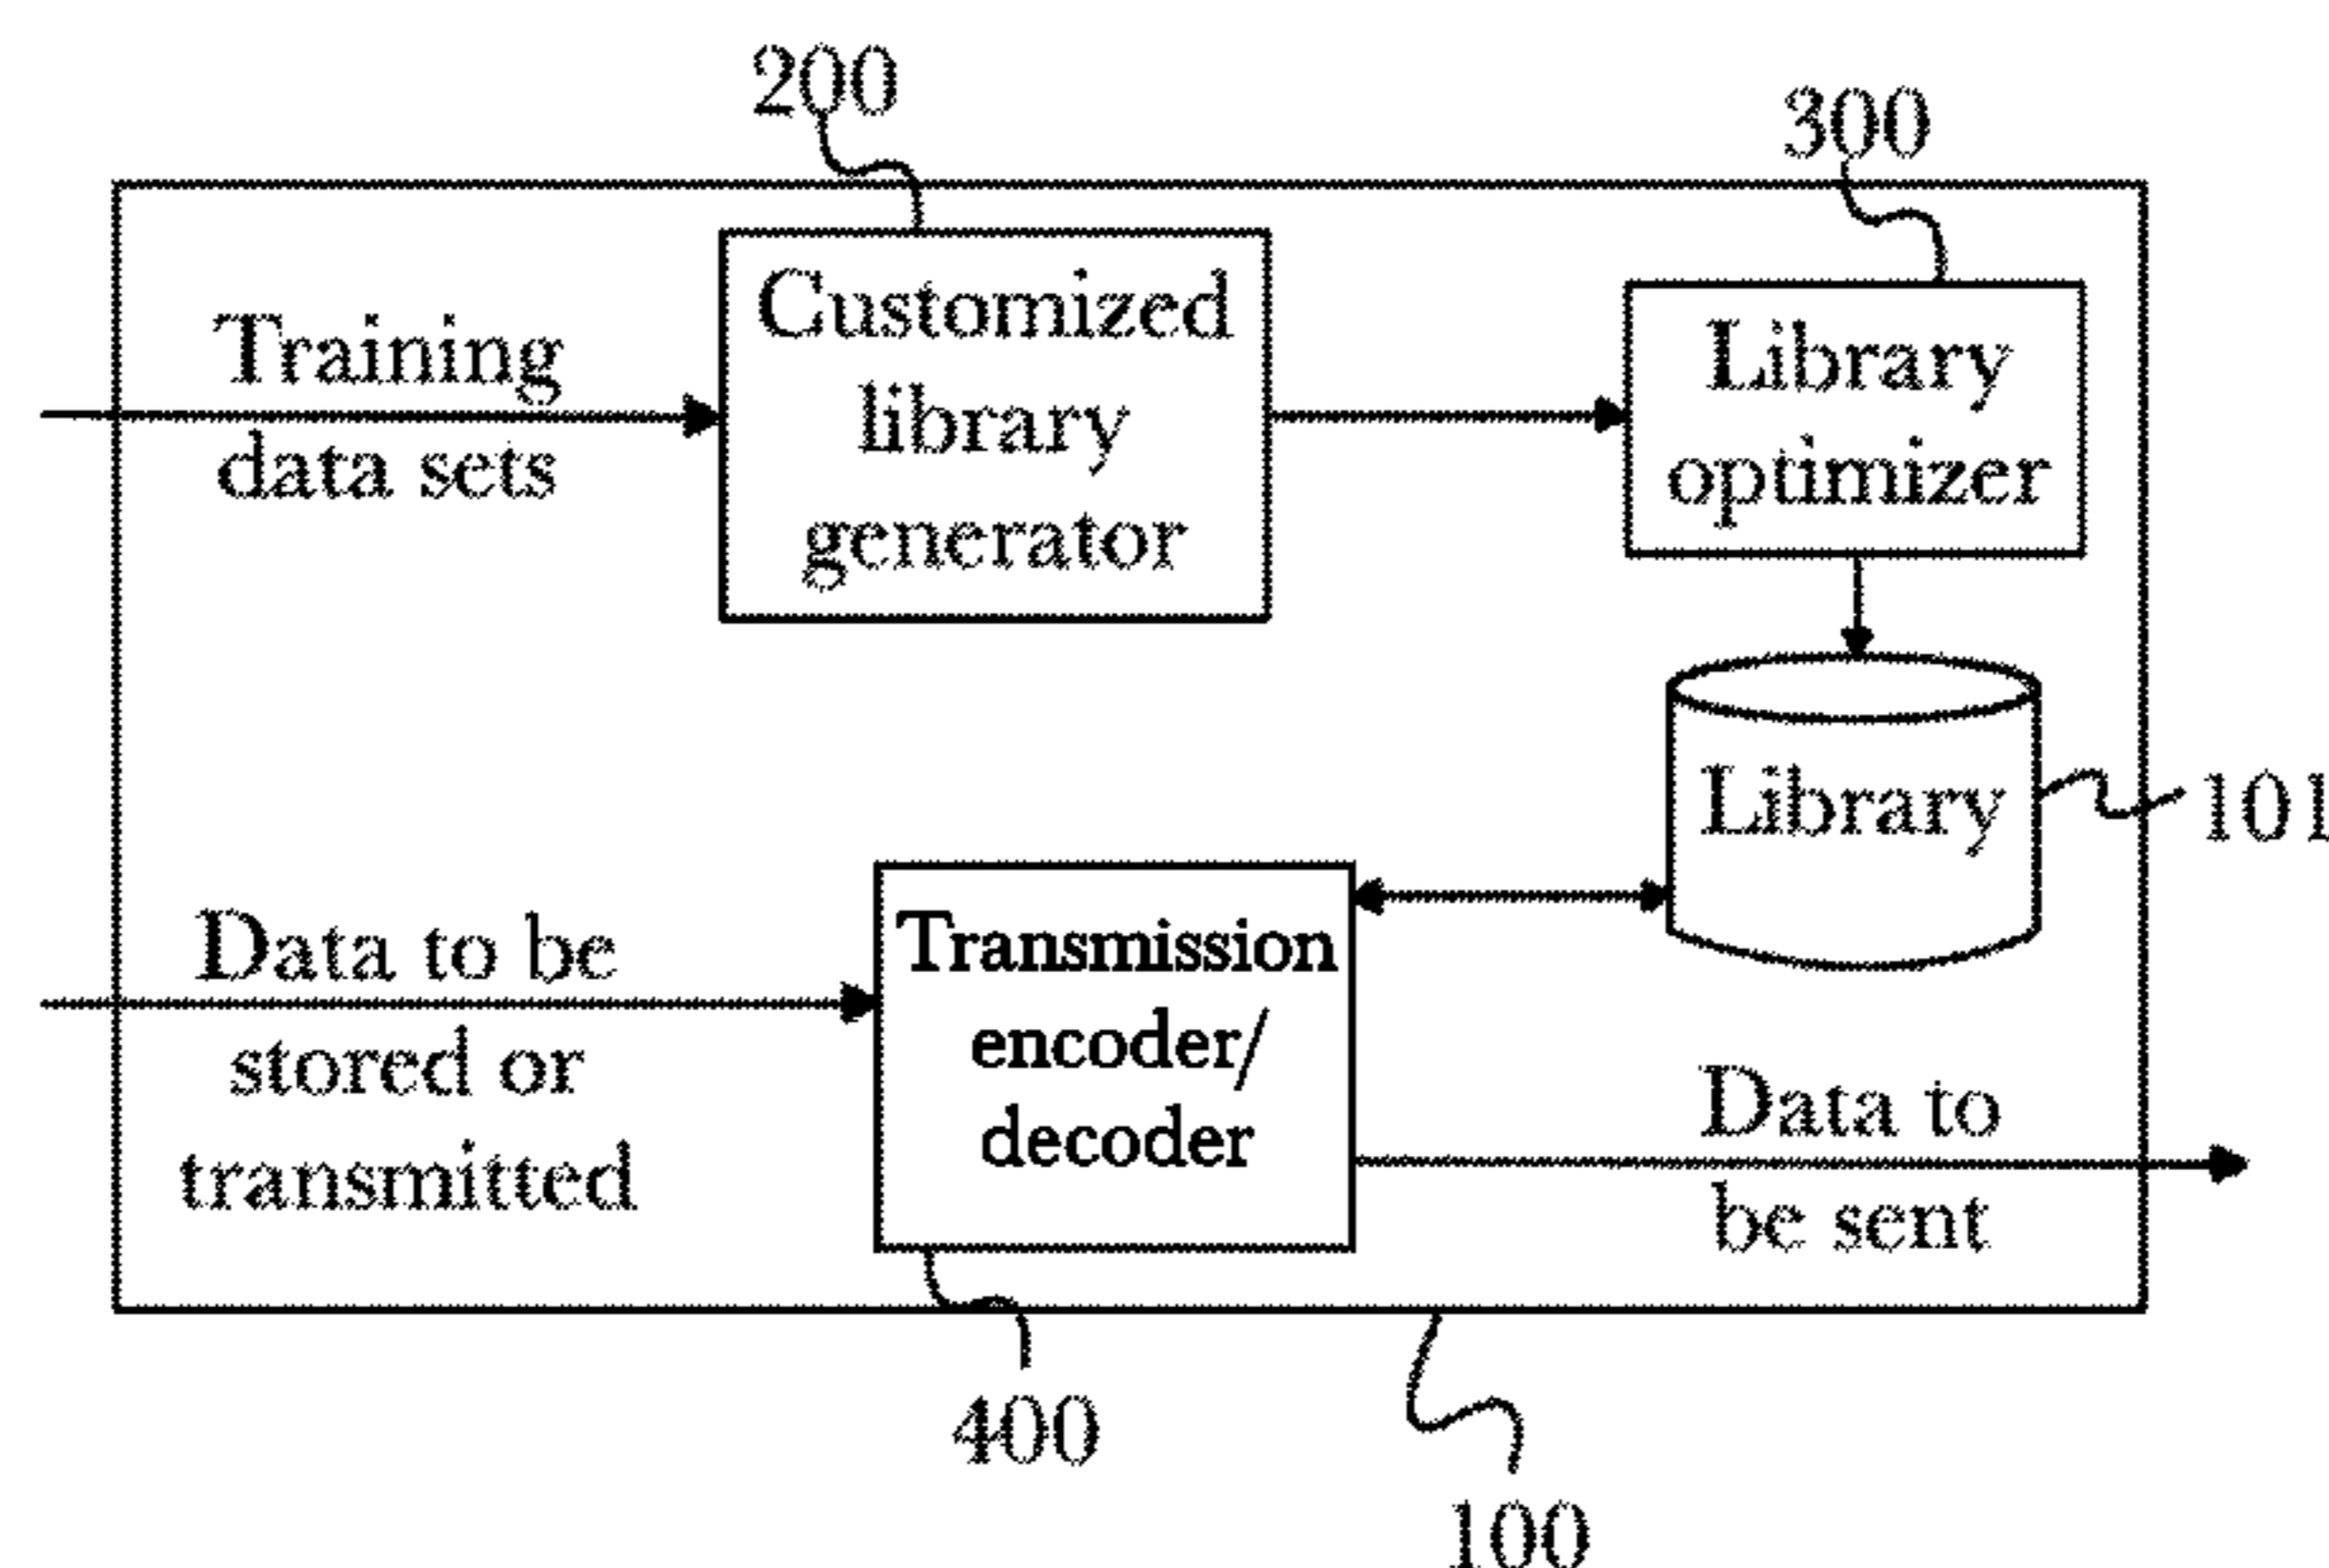 200
300
Training
data sets
Customized
library
generator
Library
optimizer
Library
101
Data to be
stored or
transmitted
Transmission
encoder/
decoder
Data to
be sent
400
100